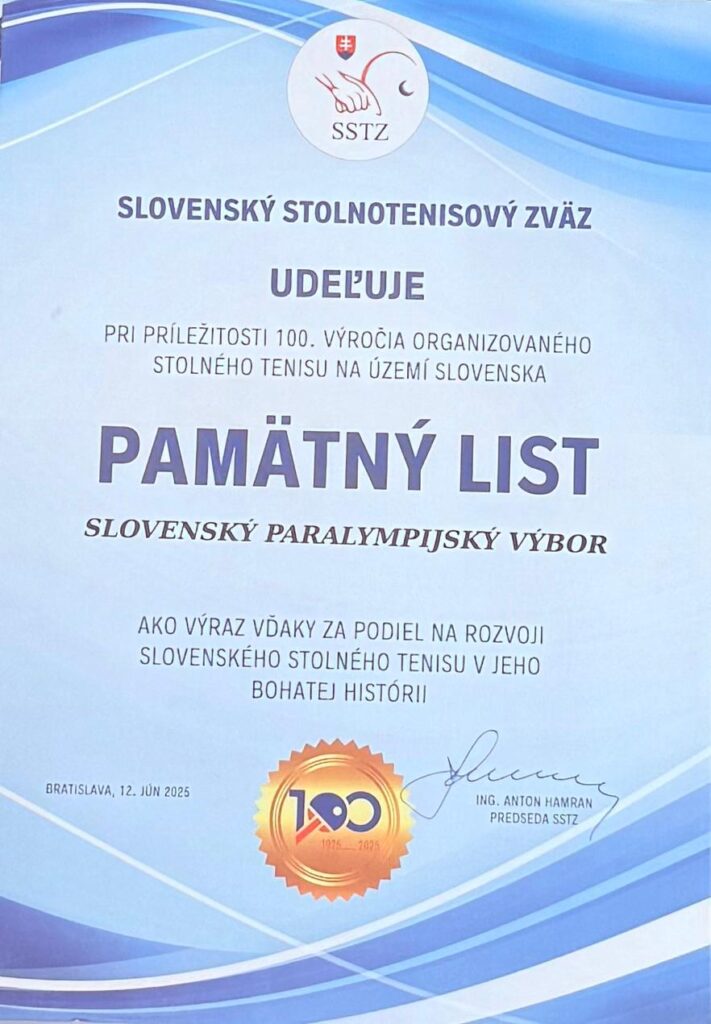 SSTZ
SLOVENSKÝ STOLNOTENISOVÝ ZVÄZ
UDEĽUJE
PRI PRÍLEŽITOSTI 100. VÝROČIA ORGANIZOVANÉHO
STOLNÉHO TENISU NA ÚZEMÍ SLOVENSKA
PAMÄTNÝ LIST
SLOVENSKÝ PARALYMPIJSKÝ VÝBOR
AKO VÝRAZ VĎAKY ZA PODIEL NA ROZVOJI
SLOVENSKÉHO STOLNÉHO TENISU V JEHO
BOHATEJ HISTÓRII
BRATISLAVA, 12. JÚN 2025
100
1925 2025
ING. ANTON HAMRAN
PREDSEDA SSTZ